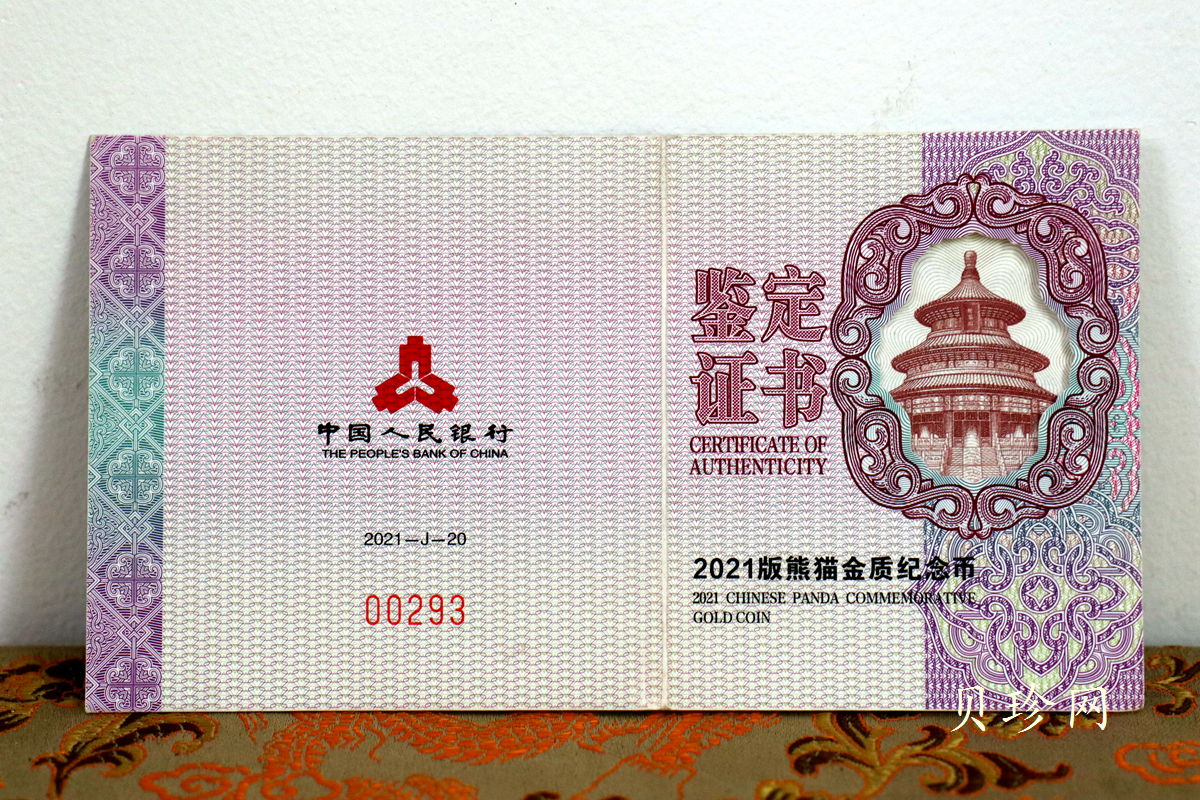 中国人民银行
THE PEOPLE'S BANK OF CHINA
2021—J—20
00293
鉴定
证书
CERTIFICATE OF
AUTHENTICITY
2021版熊猫金质纪念币
2021 CHINESE PANDA COMMEMORATIVE
GOLD COIN
贝珍网